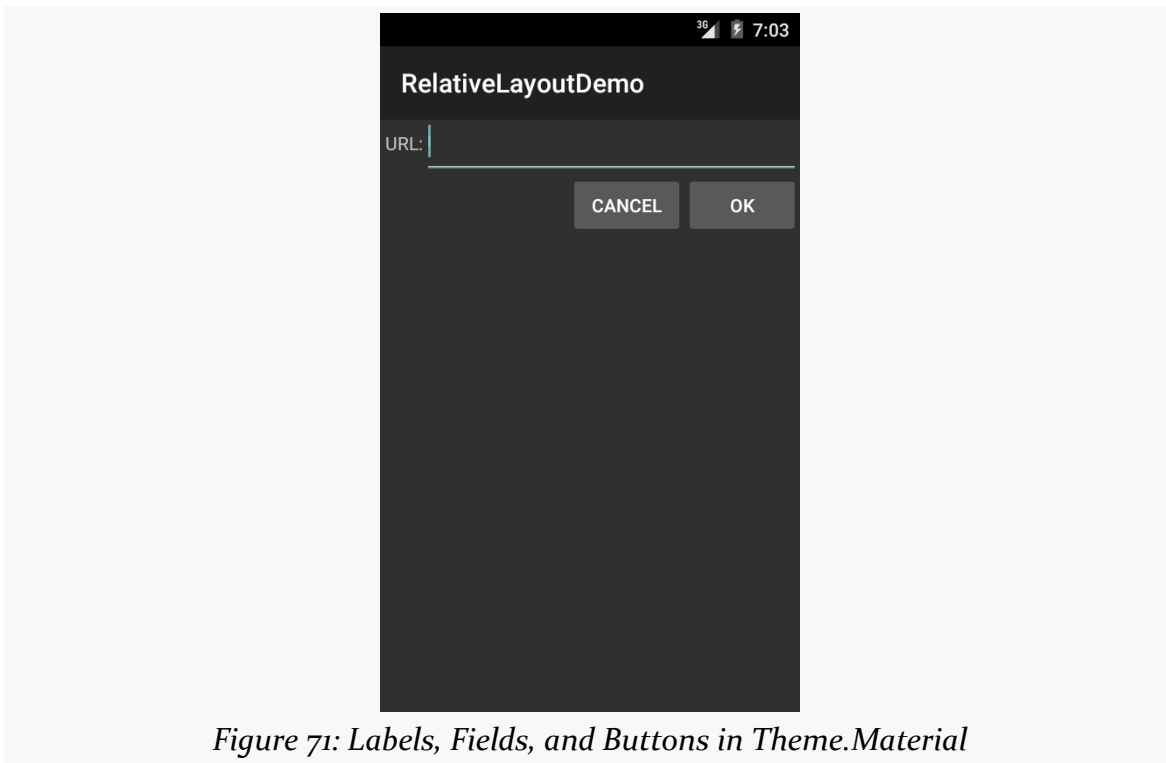 3G 7:03
RelativeLayoutDemo
URL:
CANCEL OK
Figure 71: Labels, Fields, and Buttons in Theme.Material